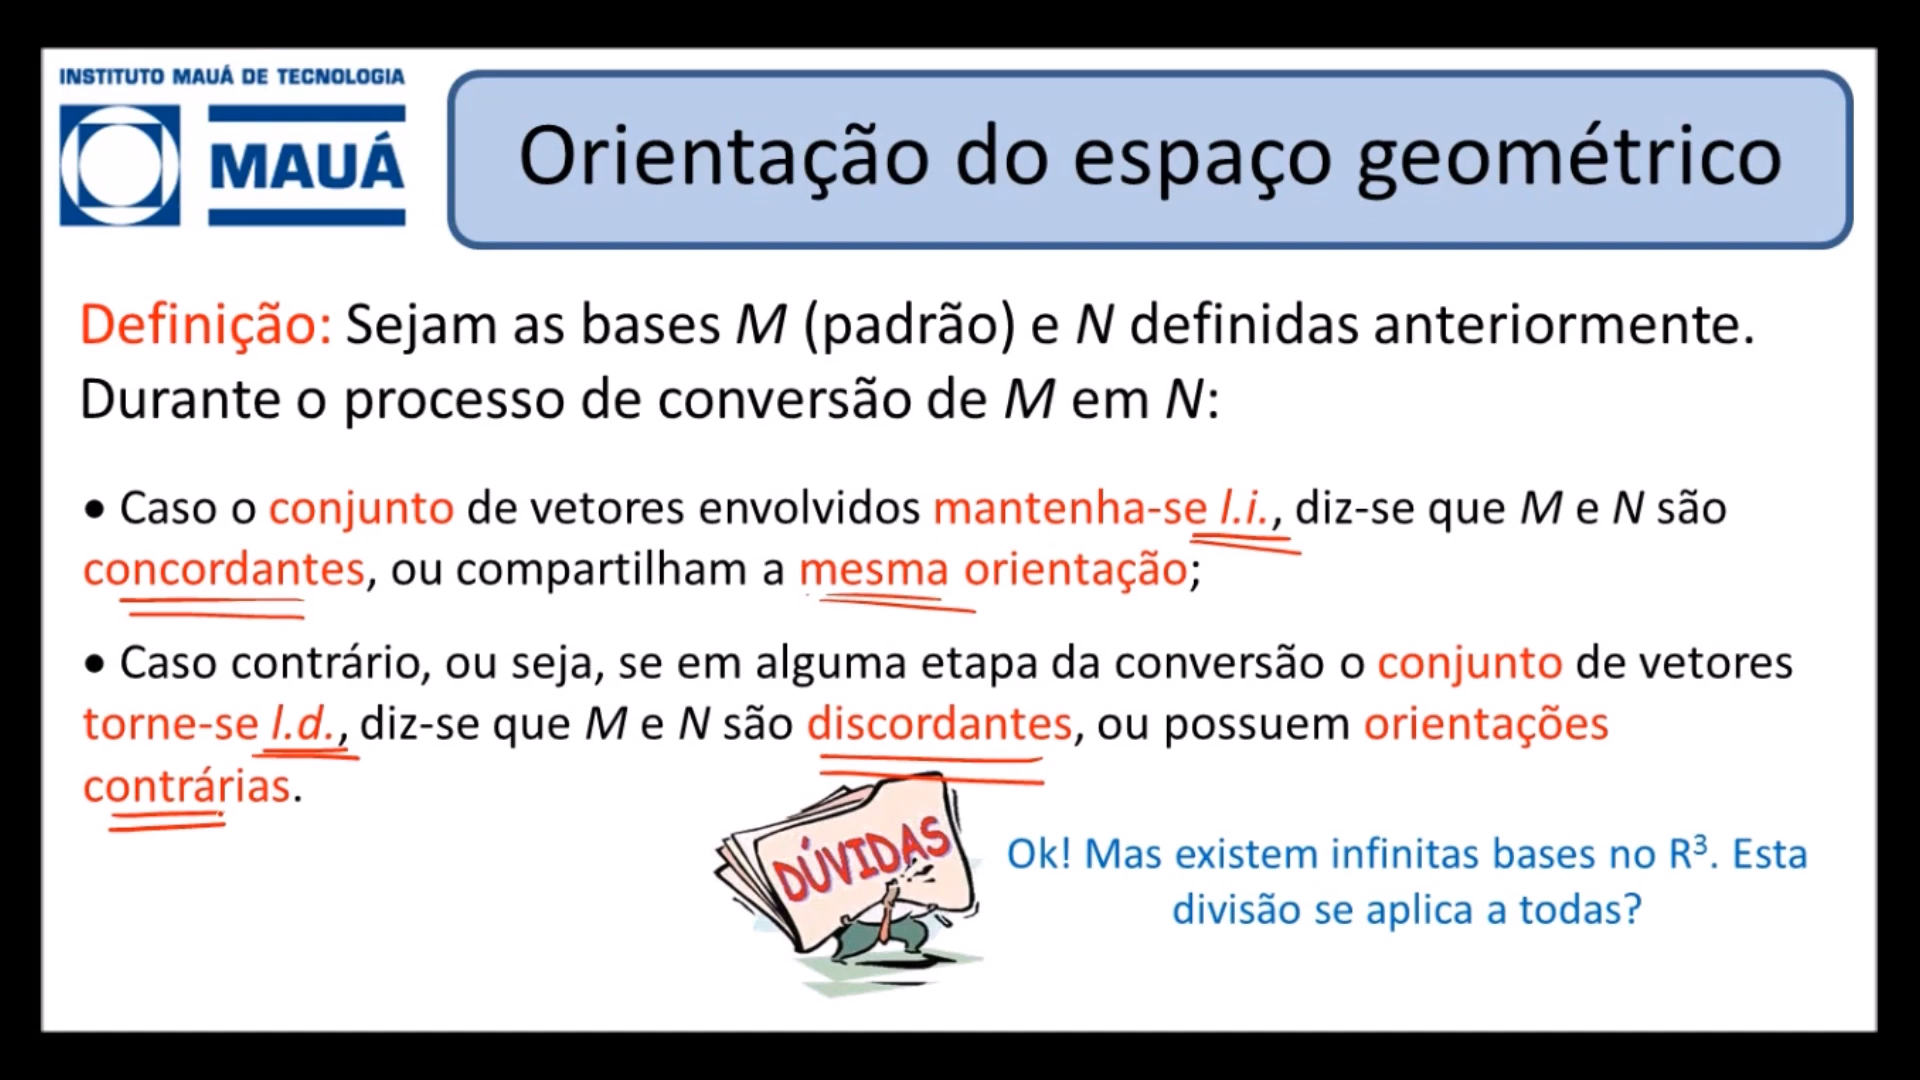 INSTITUTO MAUÁ DE TECNOLOGIA
MAUÁ
Orientação do espaço geométrico
Definição: Sejam as bases M (padrão) e N definidas anteriormente.
Durante o processo de conversão de M em N:
• Caso o conjunto de vetores envolvidos mantenha-se l.i., diz-se que M e N são
concordantes, ou compartilham a mesma orientação;
• Caso contrário, ou seja, se em alguma etapa da conversão o conjunto de vetores
torne-se l.d., diz-se que M e N são discordantes, ou possuem orientações
contrárias.
DÚVIDAS
Ok! Mas existem infinitas bases no R³. Esta
divisão se aplica a todas?